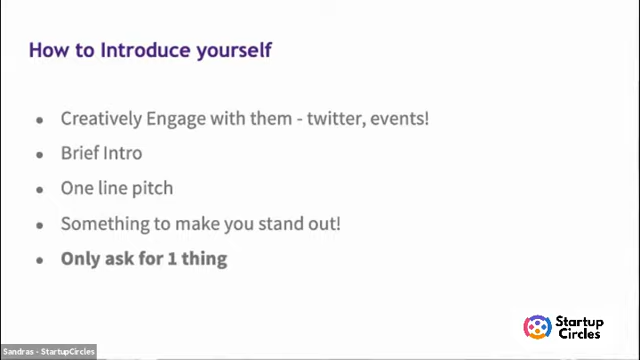 How to Introduce yourself
Creatively Engage with them - twitter, events!
Brief Intro
One line pitch
Something to make you stand out!
Only ask for 1 thing
Startup
Circles
Sandras - StartupCircles